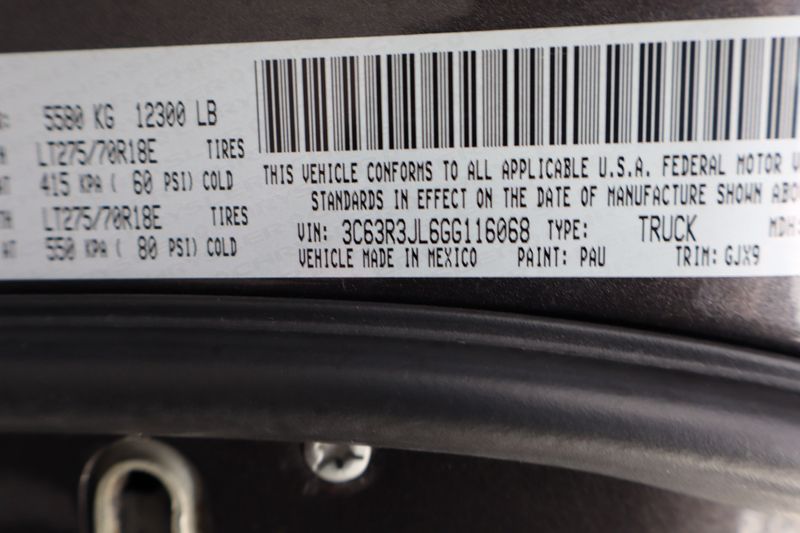 5580 KG 12300 LB
LT275/70R18E TIRES
415 KPA ( 60 PSI) COLD
LT275/70R18E TIRES
550 KPA ( 80 PSI) COLD
THIS VEHICLE CONFORMS TO ALL APPLICABLE U.S.A. FEDERAL MOTOR V
STANDARDS IN EFFECT ON THE DATE OF MANUFACTURE SHOWN ABO
VIN: 3C63R3JL6GG116068 TYPE: TRUCK MDH:
VEHICLE MADE IN MEXICO PAINT: PAU TRIM: GJX9